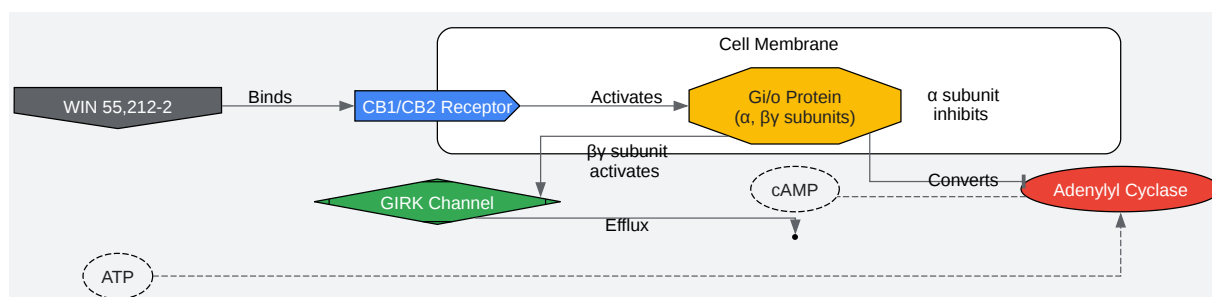 Cell Membrane
WIN 55,212-2
Binds
CB1/CB2 Receptor
Activates
Gi/o Protein
(α, βγ subunits)
α subunit
inhibits
βγ subunit
activates
cAMP
Converts
Adenylyl Cyclase
GIRK Channel
Efflux
ATP